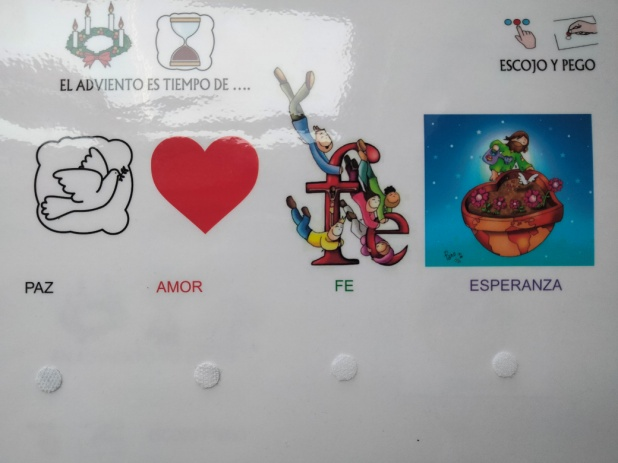 EL ADVIENTO ES TIEMPO DE ....
ESCOJO Y PEGO
fe
PAZ
AMOR
FE
ESPERANZA